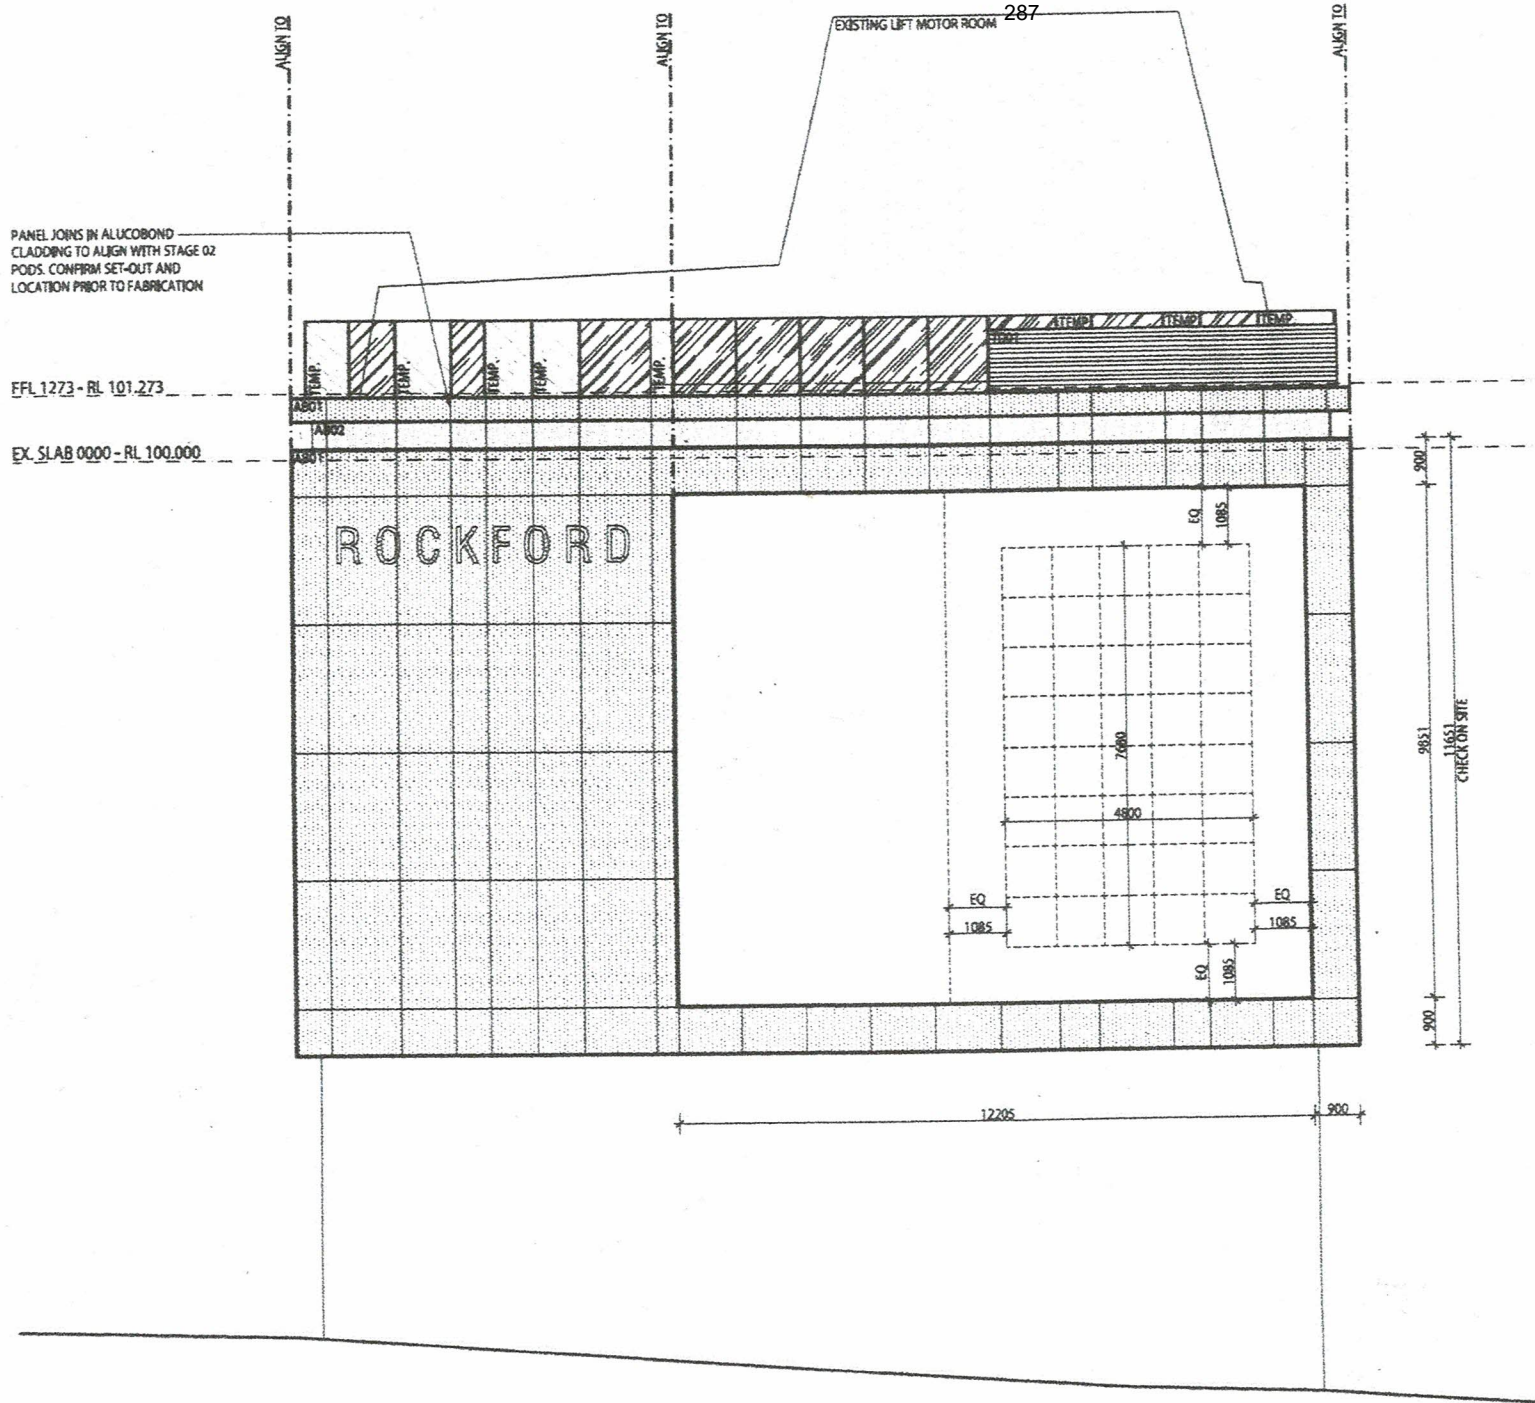 287
ALIGN TO
ALIGN TO
ALIGN TO
EXISTING LIFT MOTOR ROOM
PANEL JOINS IN ALUCOBOND
CLADDING TO ALIGN WITH STAGE 02
PODS. CONFIRM SET-OUT AND
LOCATION PRIOR TO FABRICATION
TEMP.
TEMP.
TEMP.
TEMP.
TEMP.
TEMP.
TEMP.
TEMP.
FFL 1273 - RL 101.273
AB01
AB02
EX. SLAB 0000 - RL 100.000
AB01
900
ROCKFORD
EQ
1085
7680
9851
11651
CHECK ON SITE
4800
EQ
1085
EQ
1085
EQ
1085
900
12205
900